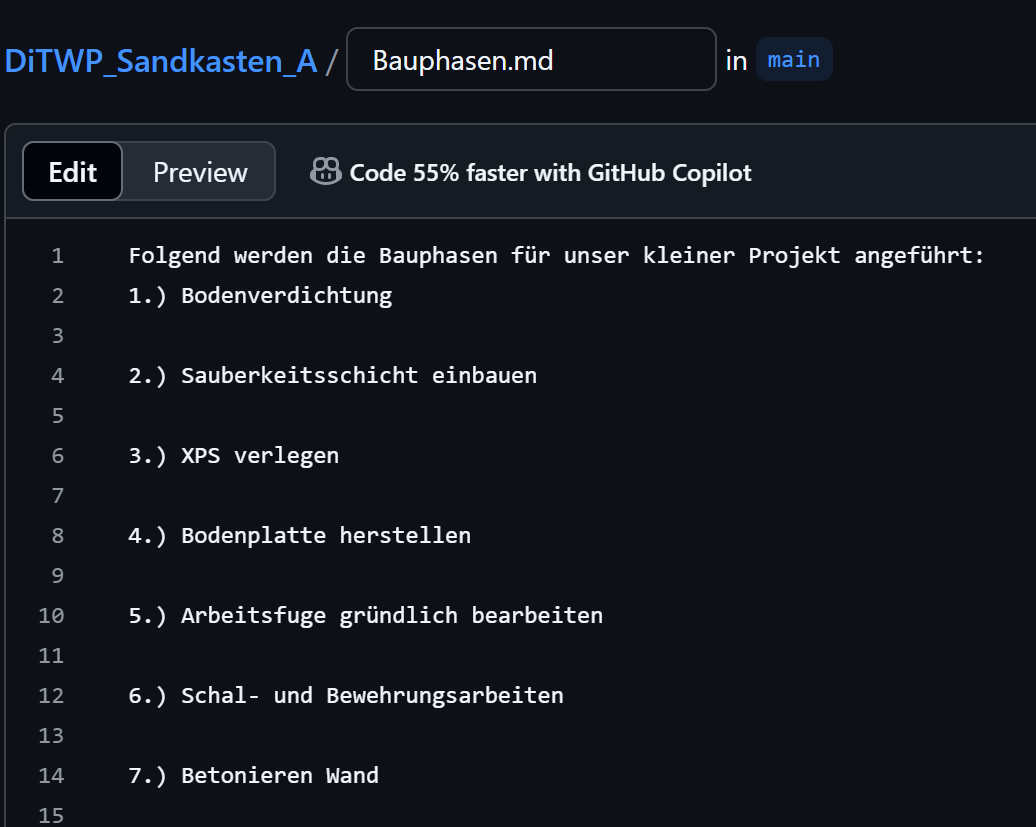 DiTWP_Sandkasten_A / Bauphasen.md in main
Edit Preview Code 55% faster with GitHub Copilot
1 Folgend werden die Bauphasen für unser kleiner Projekt angeführt:
2 1.) Bodenverdichtung
3
4 2.) Sauberkeitsschicht einbauen
5
6 3.) XPS verlegen
7
8 4.) Bodenplatte herstellen
9
10 5.) Arbeitsfuge gründlich bearbeiten
11
12 6.) Schal- und Bewehrungsarbeiten
13
14 7.) Betonieren Wand
15